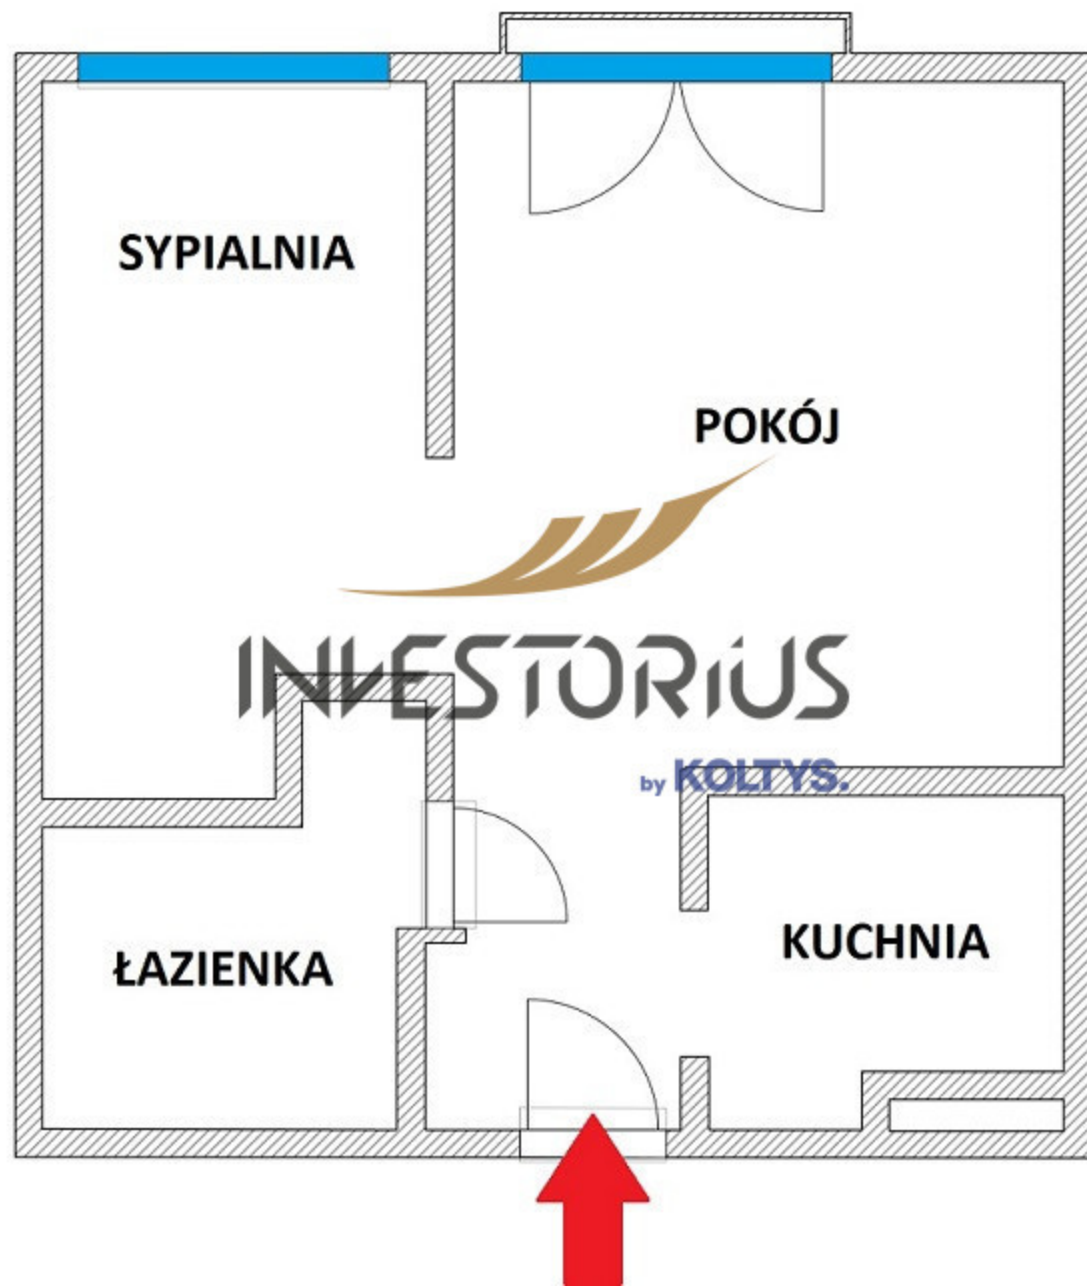 SYPIALNIA
POKÓJ
INVESTORIUS
by KOLTYS.
KUCHNIA
ŁAZIENKA